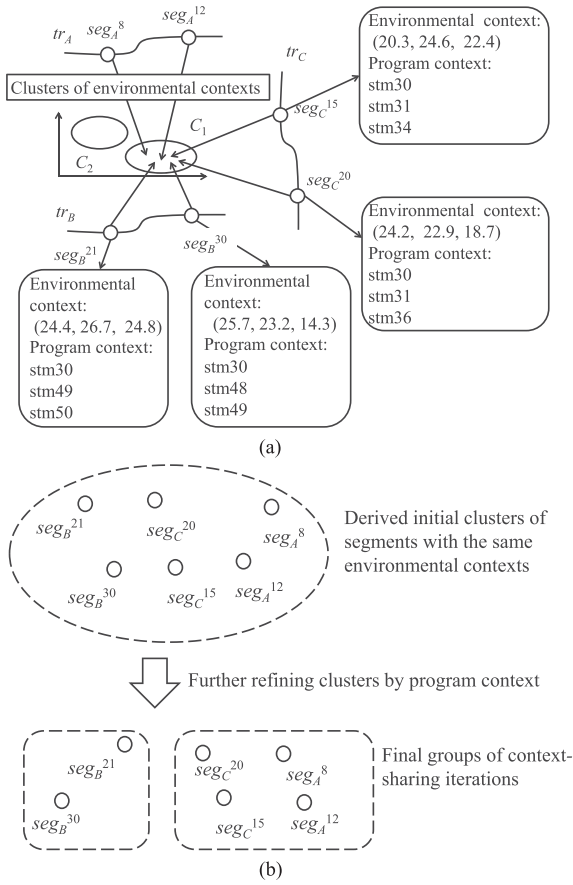 tr_A seg_A^8 seg_A^12
Clusters of environmental contexts
C_1
C_2
tr_C
seg_C^15
seg_C^20
tr_B
seg_B^21
seg_B^30
Environmental context:
(20.3, 24.6, 22.4)
Program context:
stm30
stm31
stm34
Environmental context:
(24.2, 22.9, 18.7)
Program context:
stm30
stm31
stm36
Environmental
context:
(24.4, 26.7, 24.8)
Program context:
stm30
stm49
stm50
Environmental
context:
(25.7, 23.2, 14.3)
Program context:
stm30
stm48
stm49
(a)
seg_B^21 seg_C^20 seg_A^8
seg_B^30 seg_C^15 seg_A^12
Derived initial clusters of
segments with the same
environmental contexts
Further refining clusters by program context
seg_B^21
seg_B^30
seg_C^20 seg_A^8
seg_C^15 seg_A^12
Final groups of context-
sharing iterations
(b)